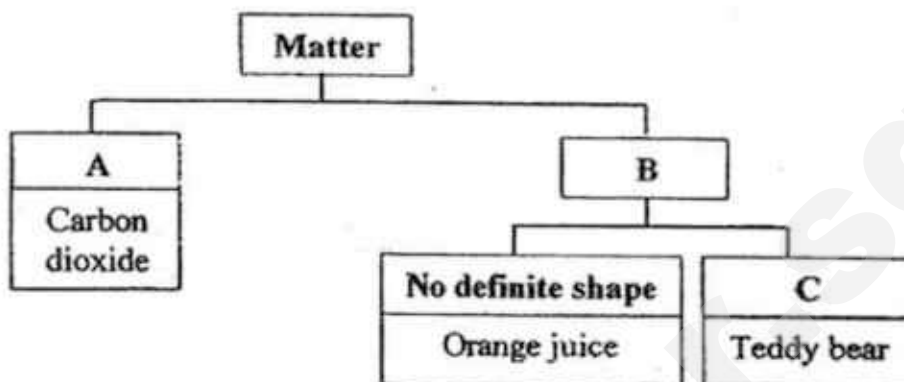 Matter
A
Carbon
dioxide
B
No definite shape
Orange juice
C
Teddy bear